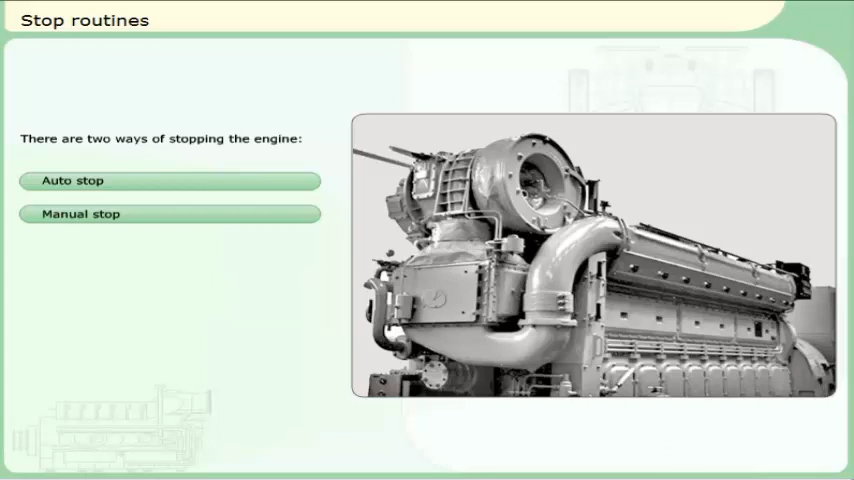 Stop routines
There are two ways of stopping the engine:
Auto stop
Manual stop